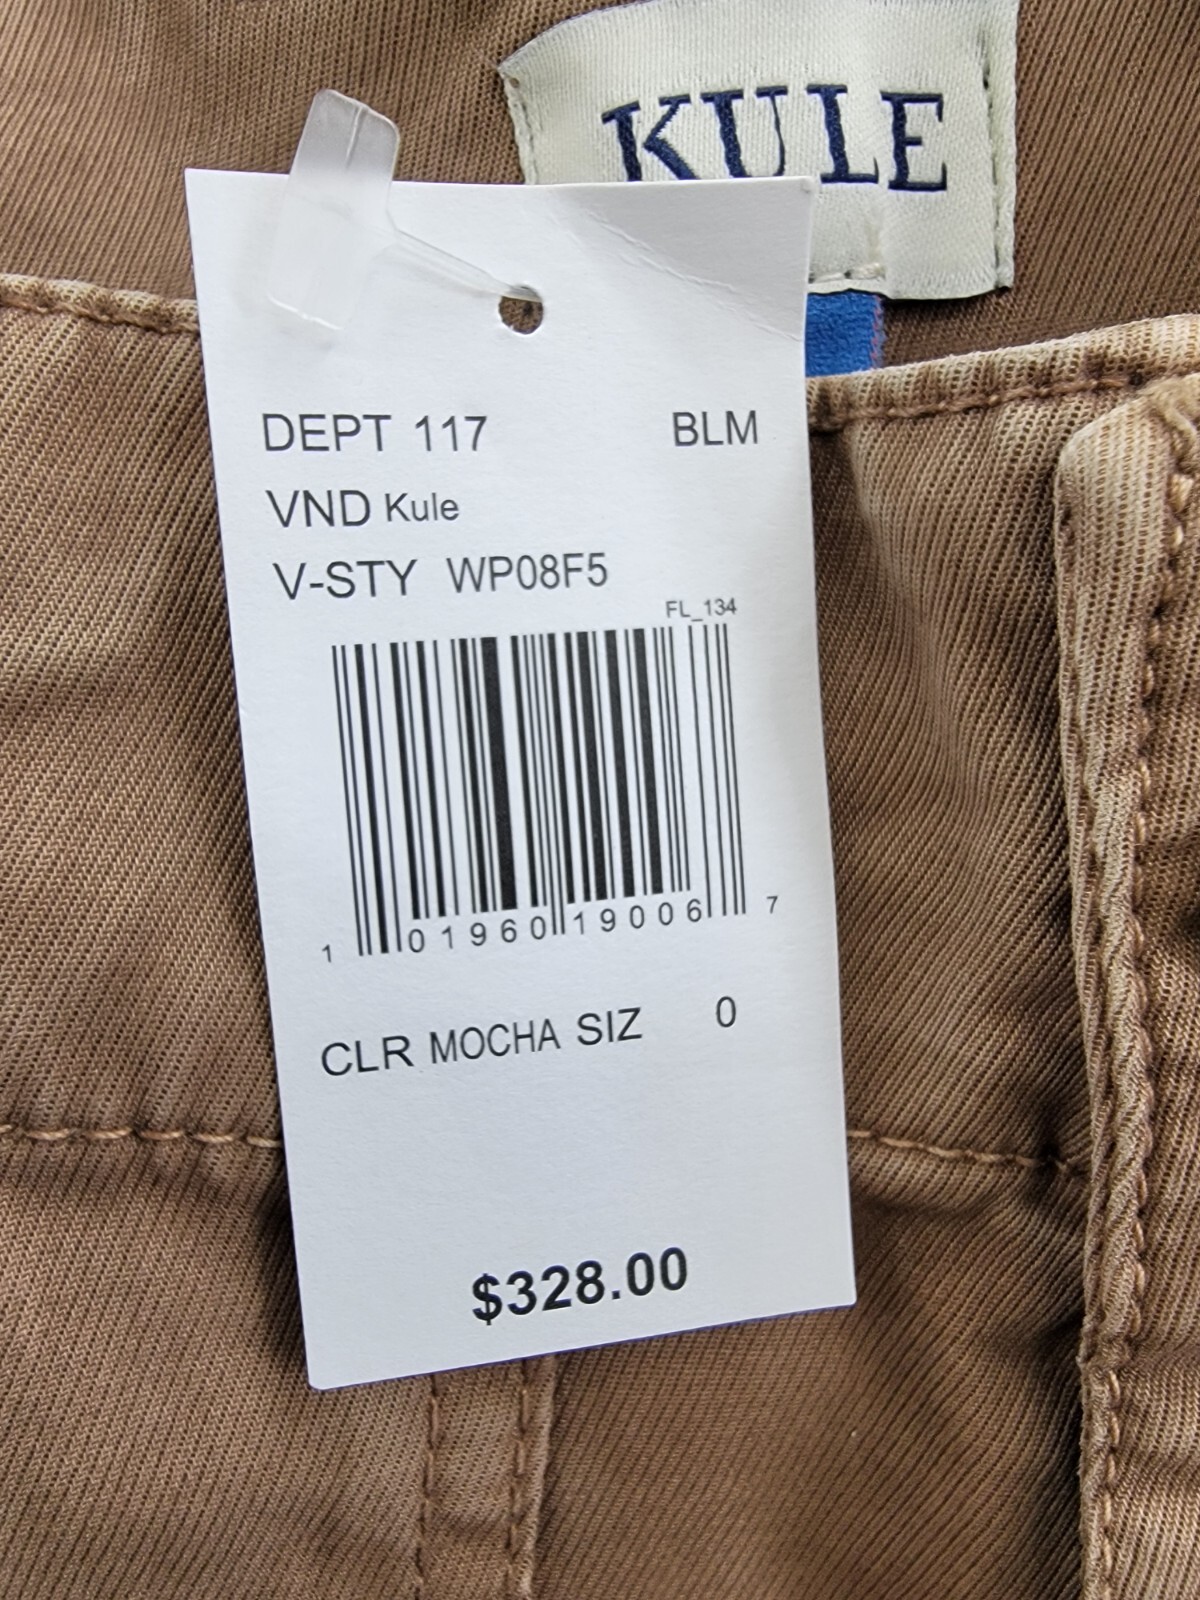 KULE
DEPT 117 BLM
VND Kule
V-STY WP08F5
FL_134
1 01960 19006 7
CLR MOCHA SIZ 0
$328.00